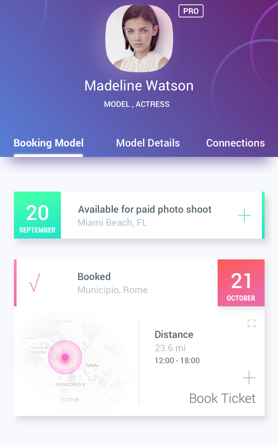 PRO
Madeline Watson
MODEL , ACTRESS
Booking Model
Model Details
Connections
20
SEPTEMBER
Available for paid photo shoot
Miami Beach, FL
Booked
Municipio, Rome
21
OCTOBER
Distance
23.6 mi
12:00 - 18:00
MUNICIPIO II
Rome
Book Ticket